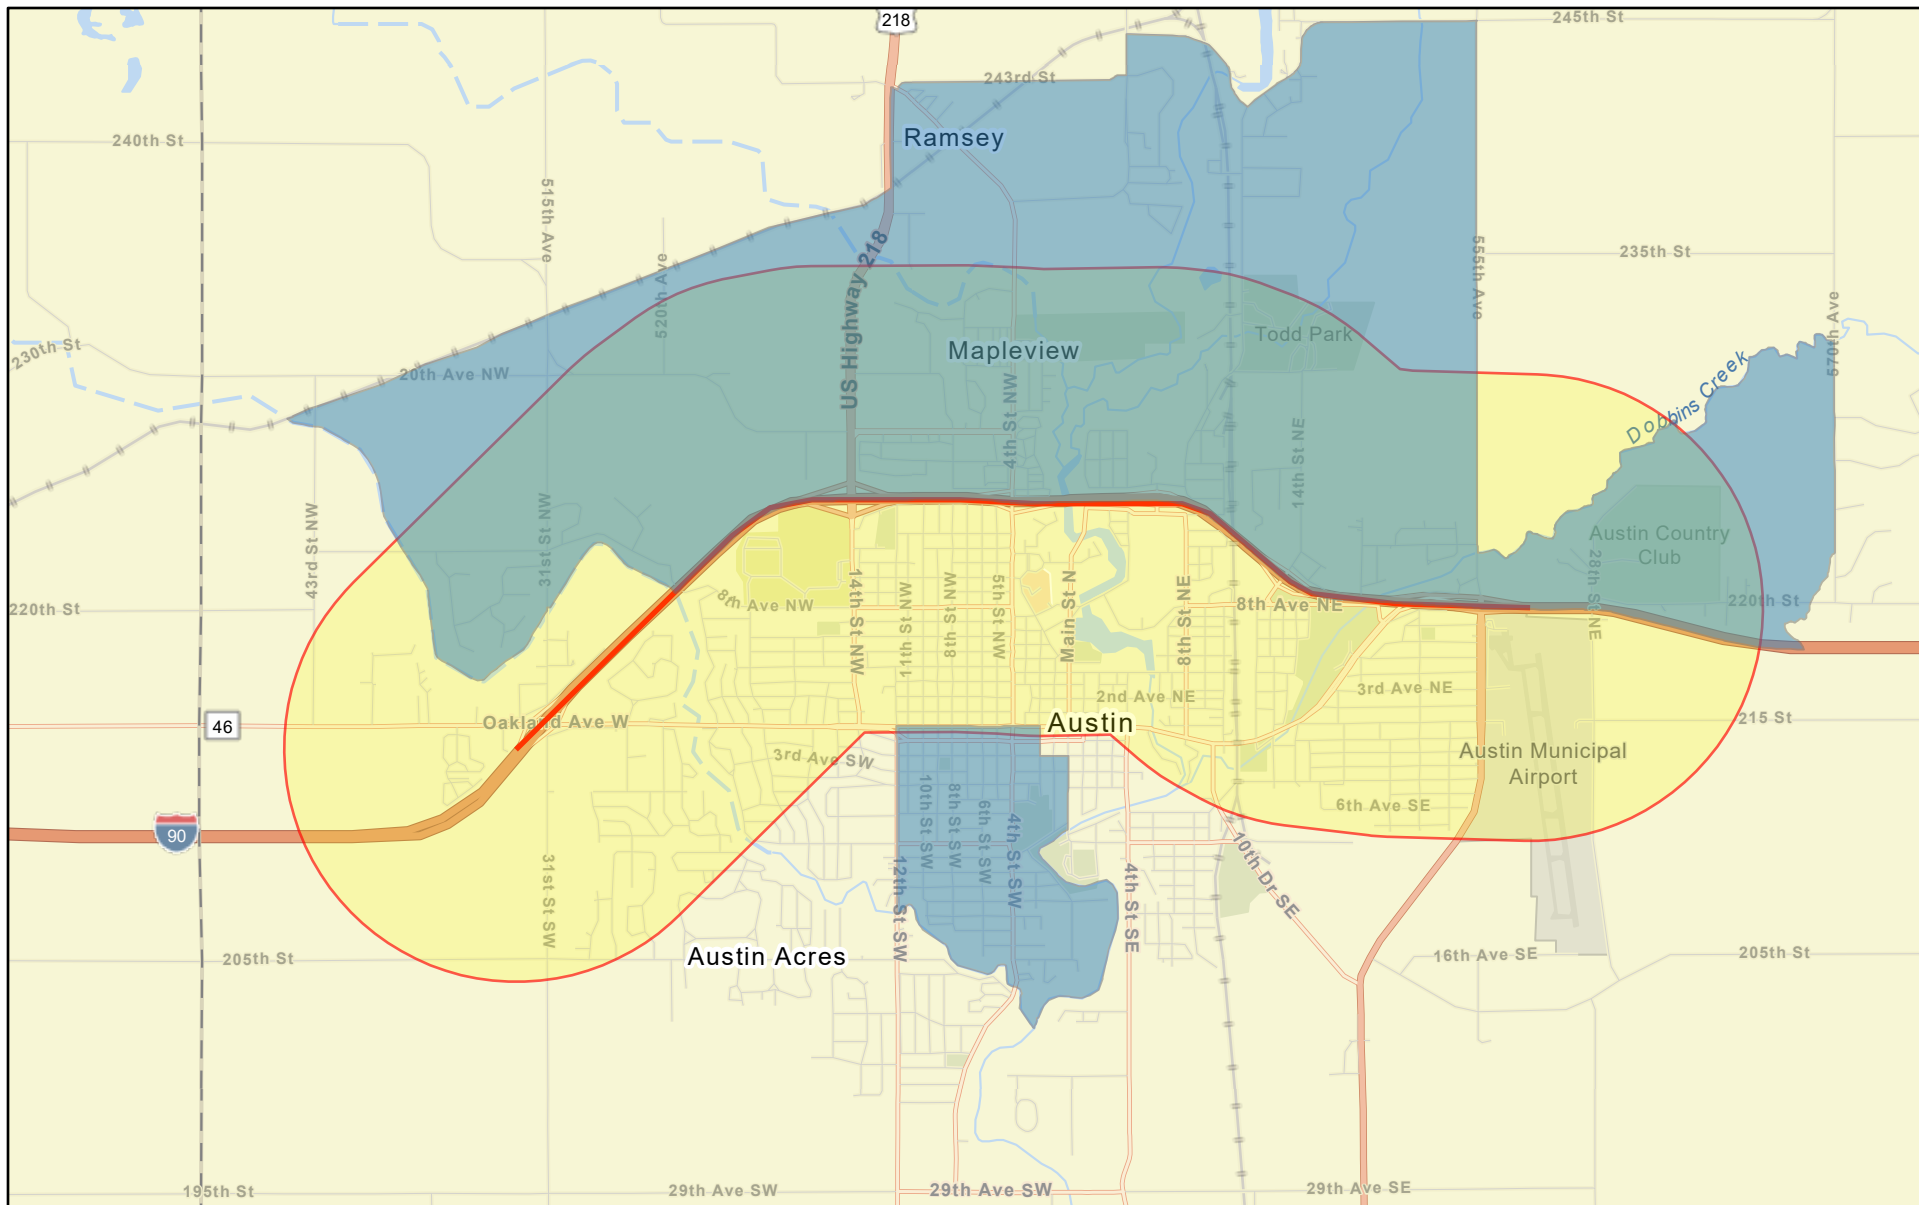 218
245th St
243rd St
240th St
Ramsey
515th Ave
520th Ave
US Highway 218
555th Ave
235th St
570th Ave
230th St
20th Ave NW
Mapleview
Todd Park
Dobbins Creek
4th St NW
14th St NE
43rd St NW
31st St NW
Austin Country
Club
28th St NE
220th St
8th Ave NW
14th St NW
11th St NW
8th St NW
5th St NW
Main St N
8th St NE
8th Ave NE
220th St
46
Oakland Ave W
2nd Ave NE
3rd Ave NE
Austin
215 St
3rd Ave SW
Austin Municipal
Airport
90
10th St SW
8th St SW
6th St SW
4th St SW
6th Ave SE
31st St SW
12th St SW
4th St SE
10th Dr SE
205th St
Austin Acres
16th Ave SE
205th St
195th St
29th Ave SW
29th Ave SW
29th Ave SE